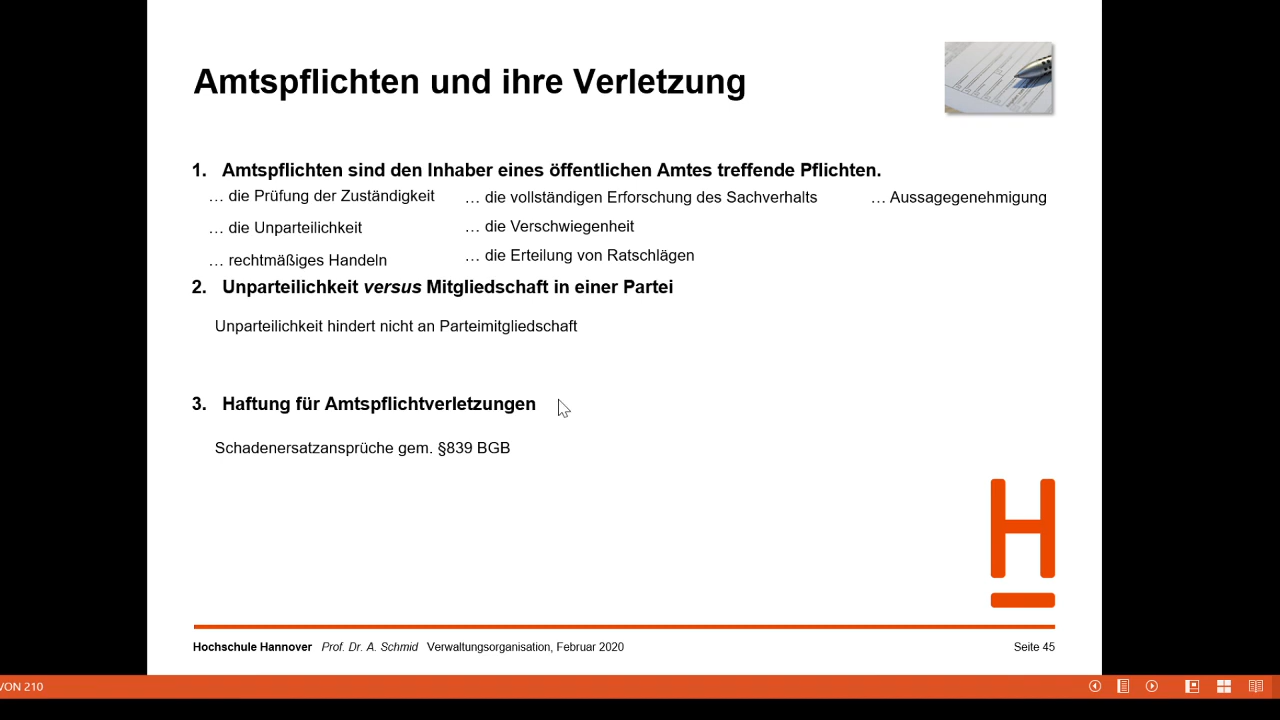 Amtspflichten und ihre Verletzung
1. Amtspflichten sind den Inhaber eines öffentlichen Amtes treffende Pflichten.
… die Prüfung der Zuständigkeit
… die Unparteilichkeit
… rechtmäßiges Handeln
… die vollständigen Erforschung des Sachverhalts
… die Verschwiegenheit
… die Erteilung von Ratschlägen
… Aussagegenehmigung
2. Unparteilichkeit versus Mitgliedschaft in einer Partei
Unparteilichkeit hindert nicht an Parteimitgliedschaft
3. Haftung für Amtspflichtverletzungen
Schadenersatzansprüche gem. §839 BGB
H
Hochschule Hannover Prof. Dr. A. Schmid Verwaltungsorganisation, Februar 2020 Seite 45
VON 210